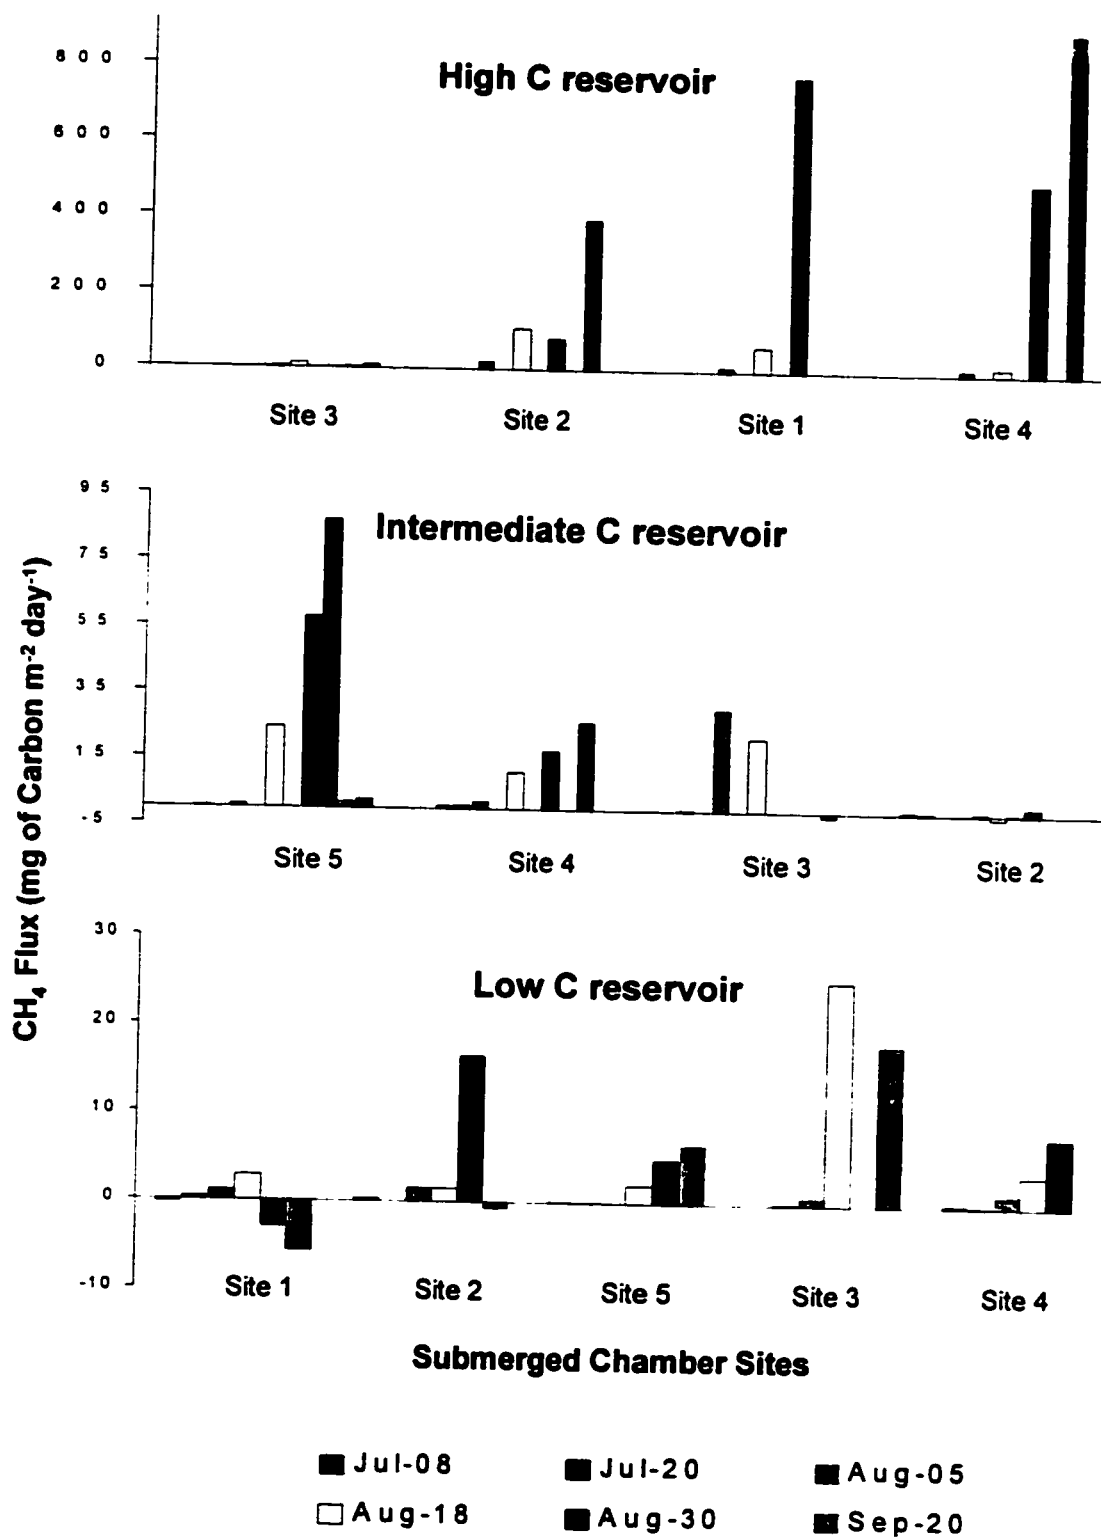 High C reservoir
800
600
400
200
0
Site 3 Site 2 Site 1 Site 4
Intermediate C reservoir
95
75
55
35
15
-5
Site 5 Site 4 Site 3 Site 2
CH₄ Flux (mg of Carbon m⁻² day⁻¹)
Low C reservoir
30
20
10
0
-10
Site 1 Site 2 Site 5 Site 3 Site 4
Submerged Chamber Sites
Jul-08 Jul-20 Aug-05
Aug-18 Aug-30 Sep-20